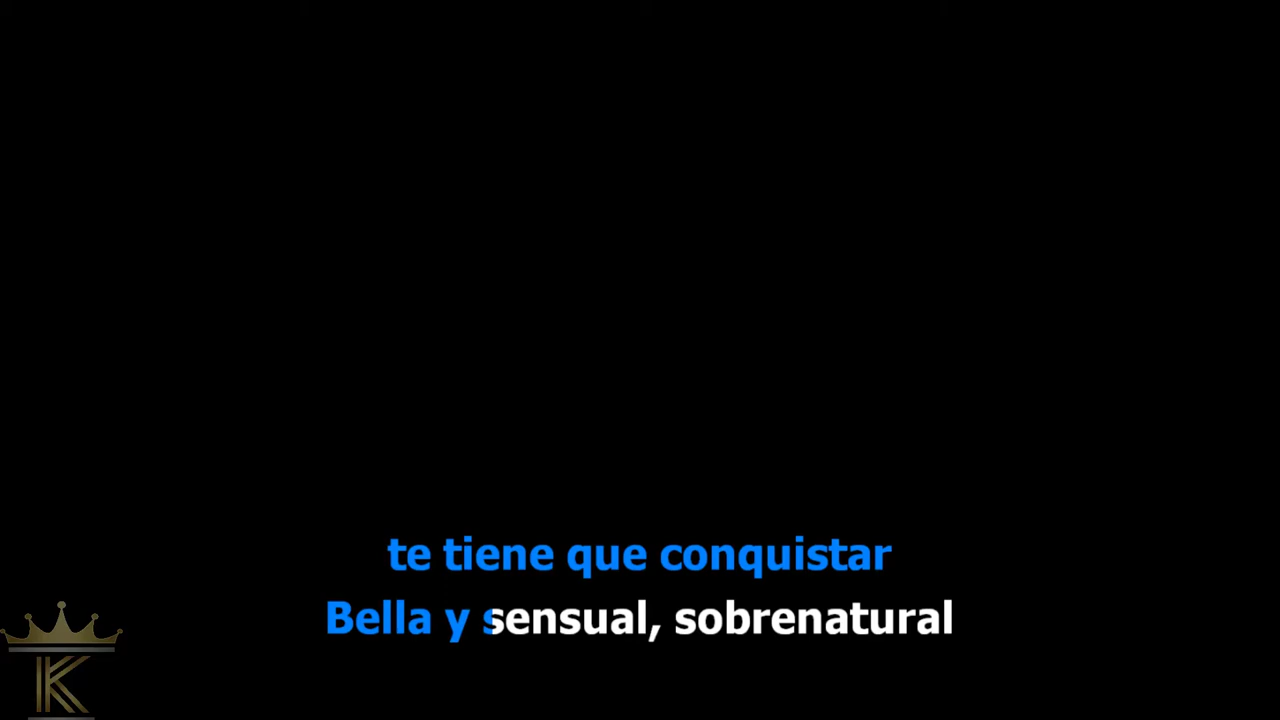 te tiene que conquistar
Bella y sensual, sobrenatural
K